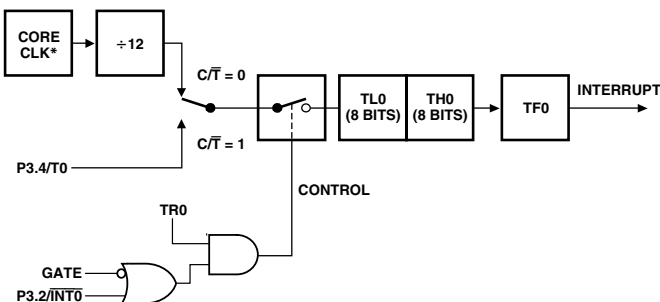 CORE
CLK*
÷12
C/T̅ = 0
TL0
(8 BITS)
TH0
(8 BITS)
TF0
INTERRUPT
C/T̅ = 1
P3.4/T0
CONTROL
TR0
GATE
P3.2/I̅N̅T̅0̅